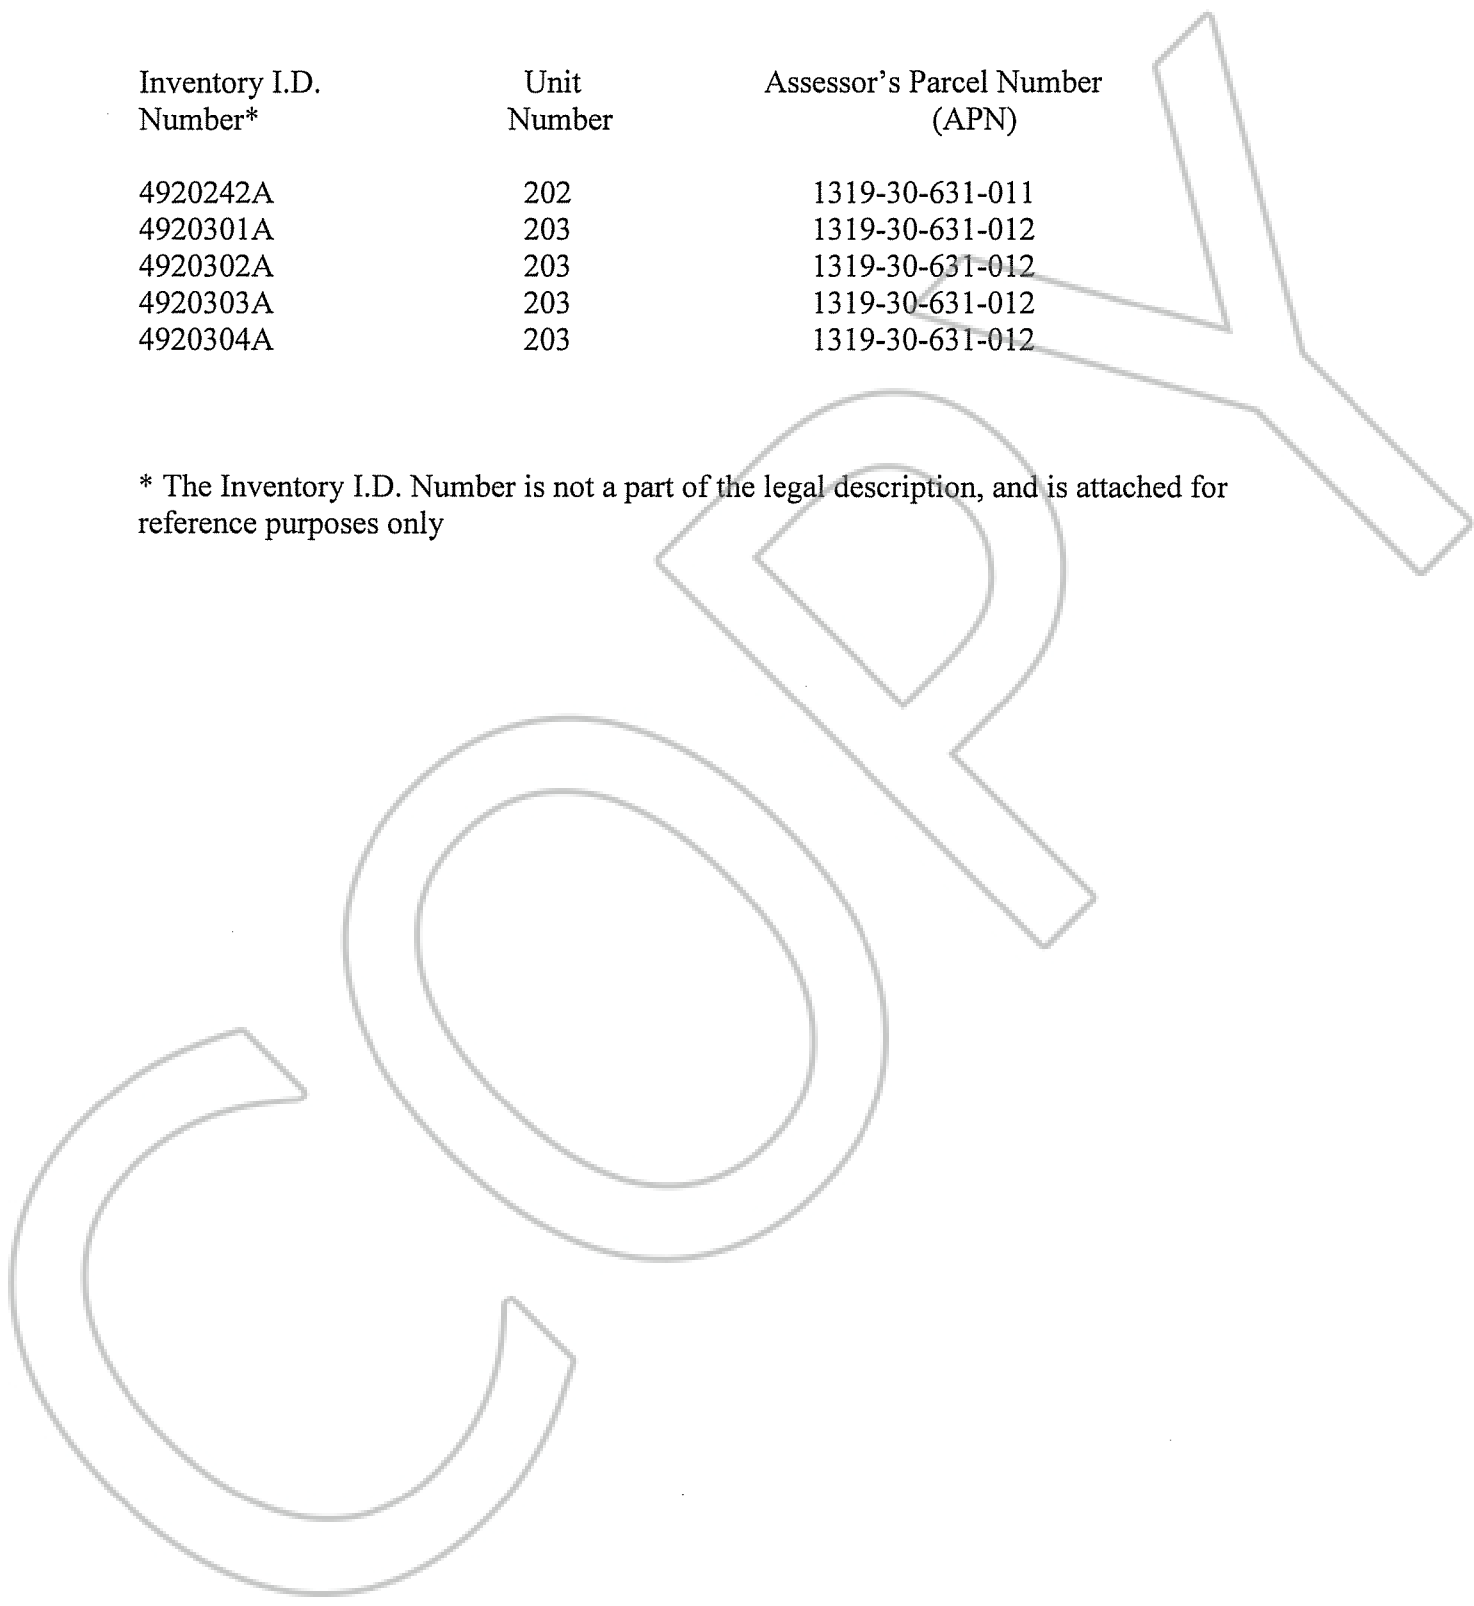 Inventory I.D. Unit Assessor's Parcel Number
Number* Number (APN)
4920242A 202 1319-30-631-011
4920301A 203 1319-30-631-012
4920302A 203 1319-30-631-012
4920303A 203 1319-30-631-012
4920304A 203 1319-30-631-012
* The Inventory I.D. Number is not a part of the legal description, and is attached for
reference purposes only
COPY